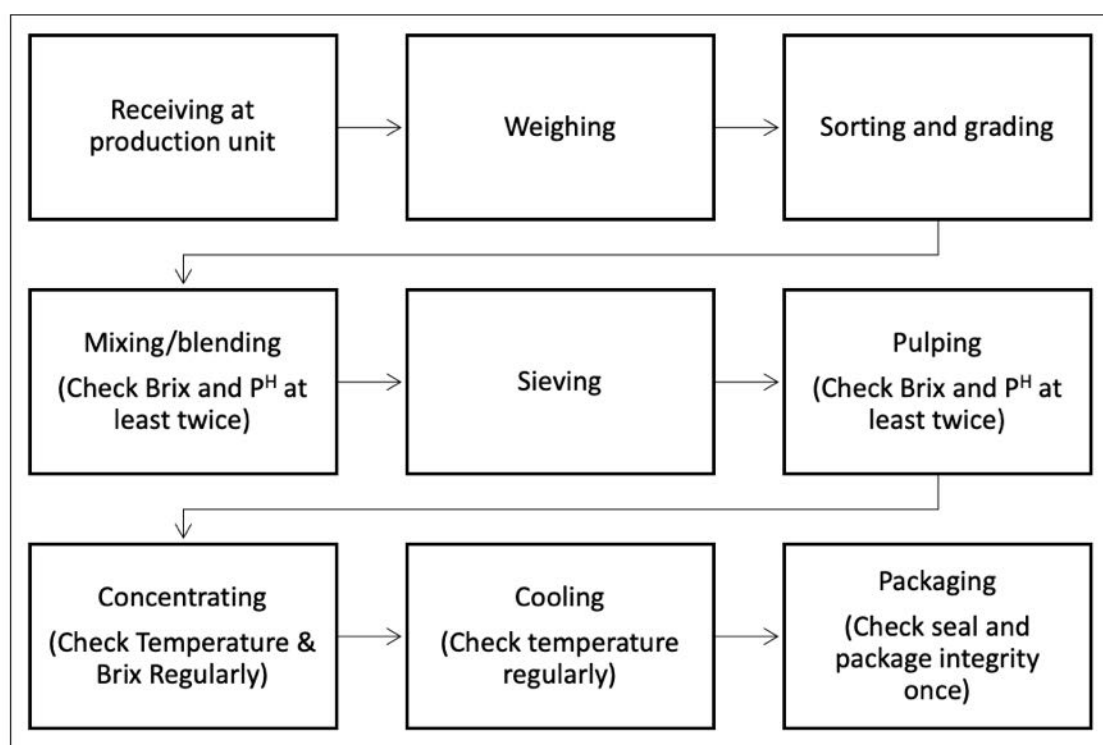 Receiving at
production unit
Weighing
Sorting and grading
Mixing/blending
(Check Brix and P^H at
least twice)
Sieving
Pulping
(Check Brix and P^H at
least twice)
Concentrating
(Check Temperature &
Brix Regularly)
Cooling
(Check temperature
regularly)
Packaging
(Check seal and
package integrity
once)